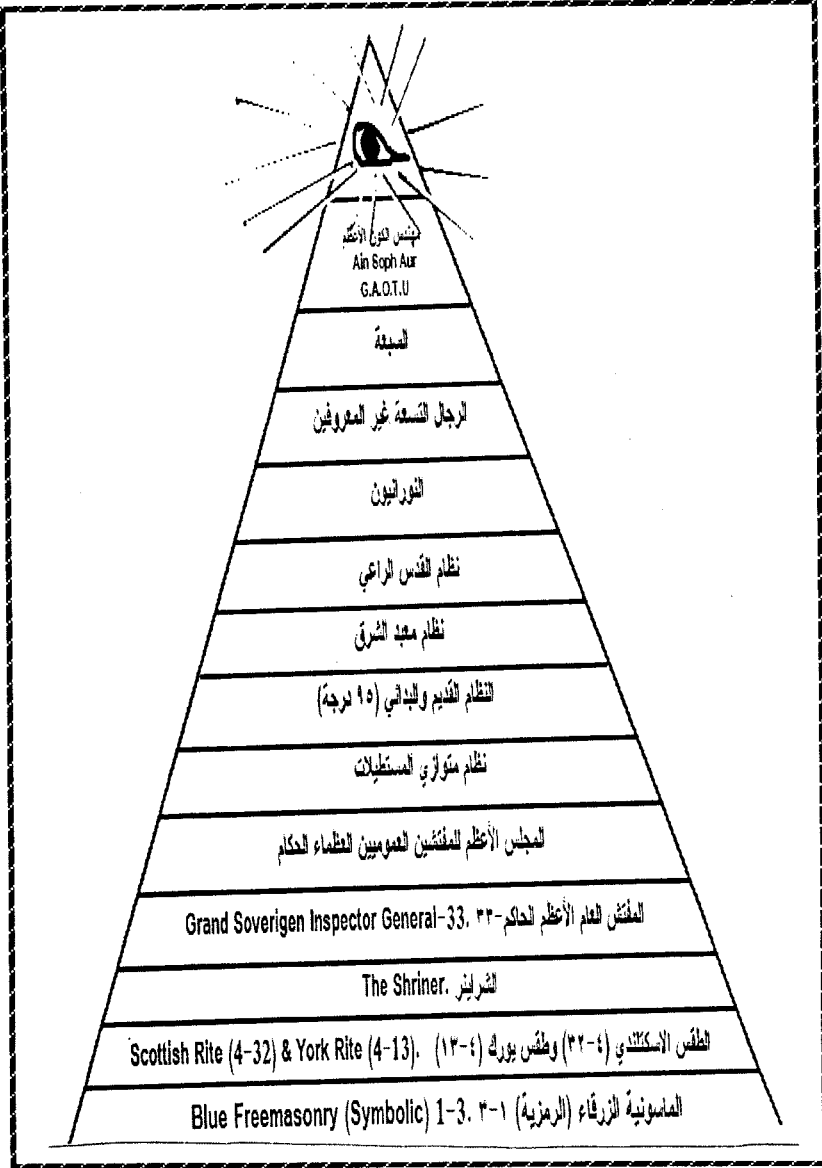 مهندس الكون الأعظم
Ain Soph Aur
G.A.O.T.U
السبعة
الرجال التسعة غير المعروفين
النورانيون
نظام القدس الراعي
نظام معبد الشرق
النظام القديم والبدائي (٩٥ درجة)
نظام متوازي المستطيلات
المجلس الأعظم للمفتشين العموميين العظماء الحكام
المفتش العام الأعظم الحاكم-٣٣ .Grand Soverigen Inspector General-33
الشراينر .The Shriner
الطقس الاسكتلندي (٤-٣٢) وطقس يورك (٤-١٣) .Scottish Rite (4-32) & York Rite (4-13)
الماسونية الزرقاء (الرمزية) ١-٣ .Blue Freemasonry (Symbolic) 1-3